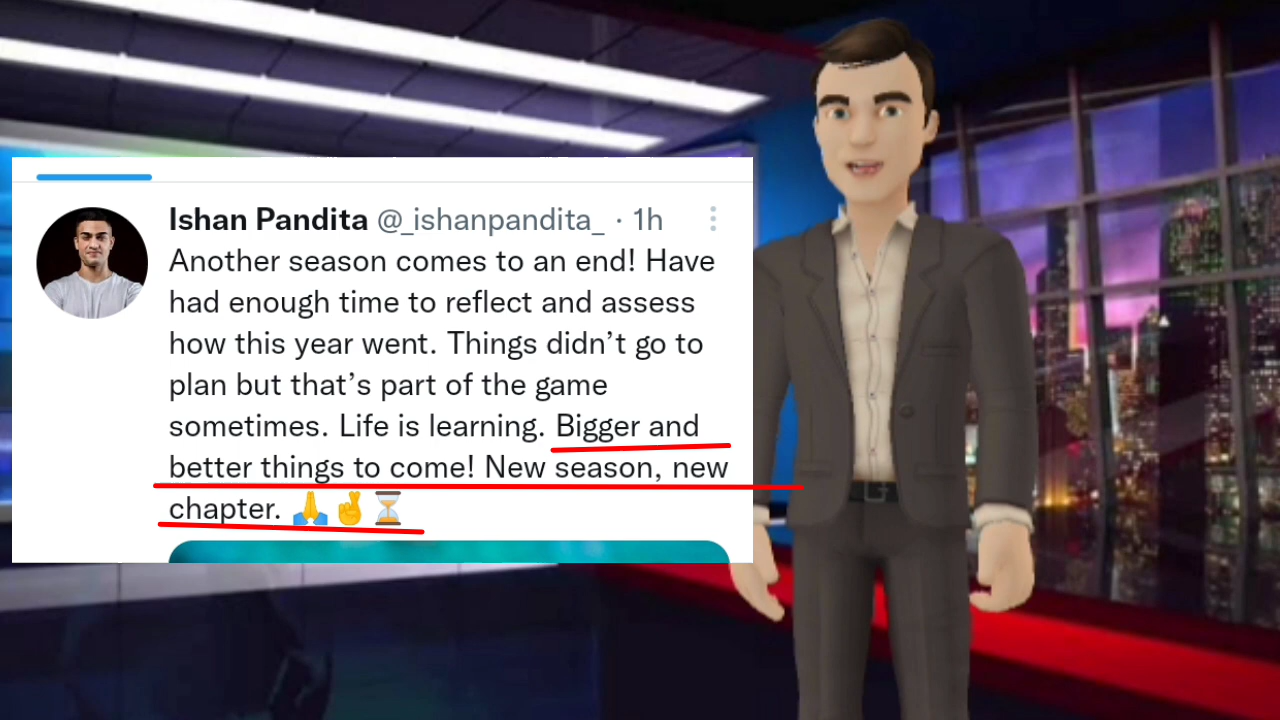 Ishan Pandita @_ishanpandita_ · 1h
Another season comes to an end! Have
had enough time to reflect and assess
how this year went. Things didn’t go to
plan but that’s part of the game
sometimes. Life is learning. Bigger and
better things to come! New season, new
chapter. 🙏🤞⏳